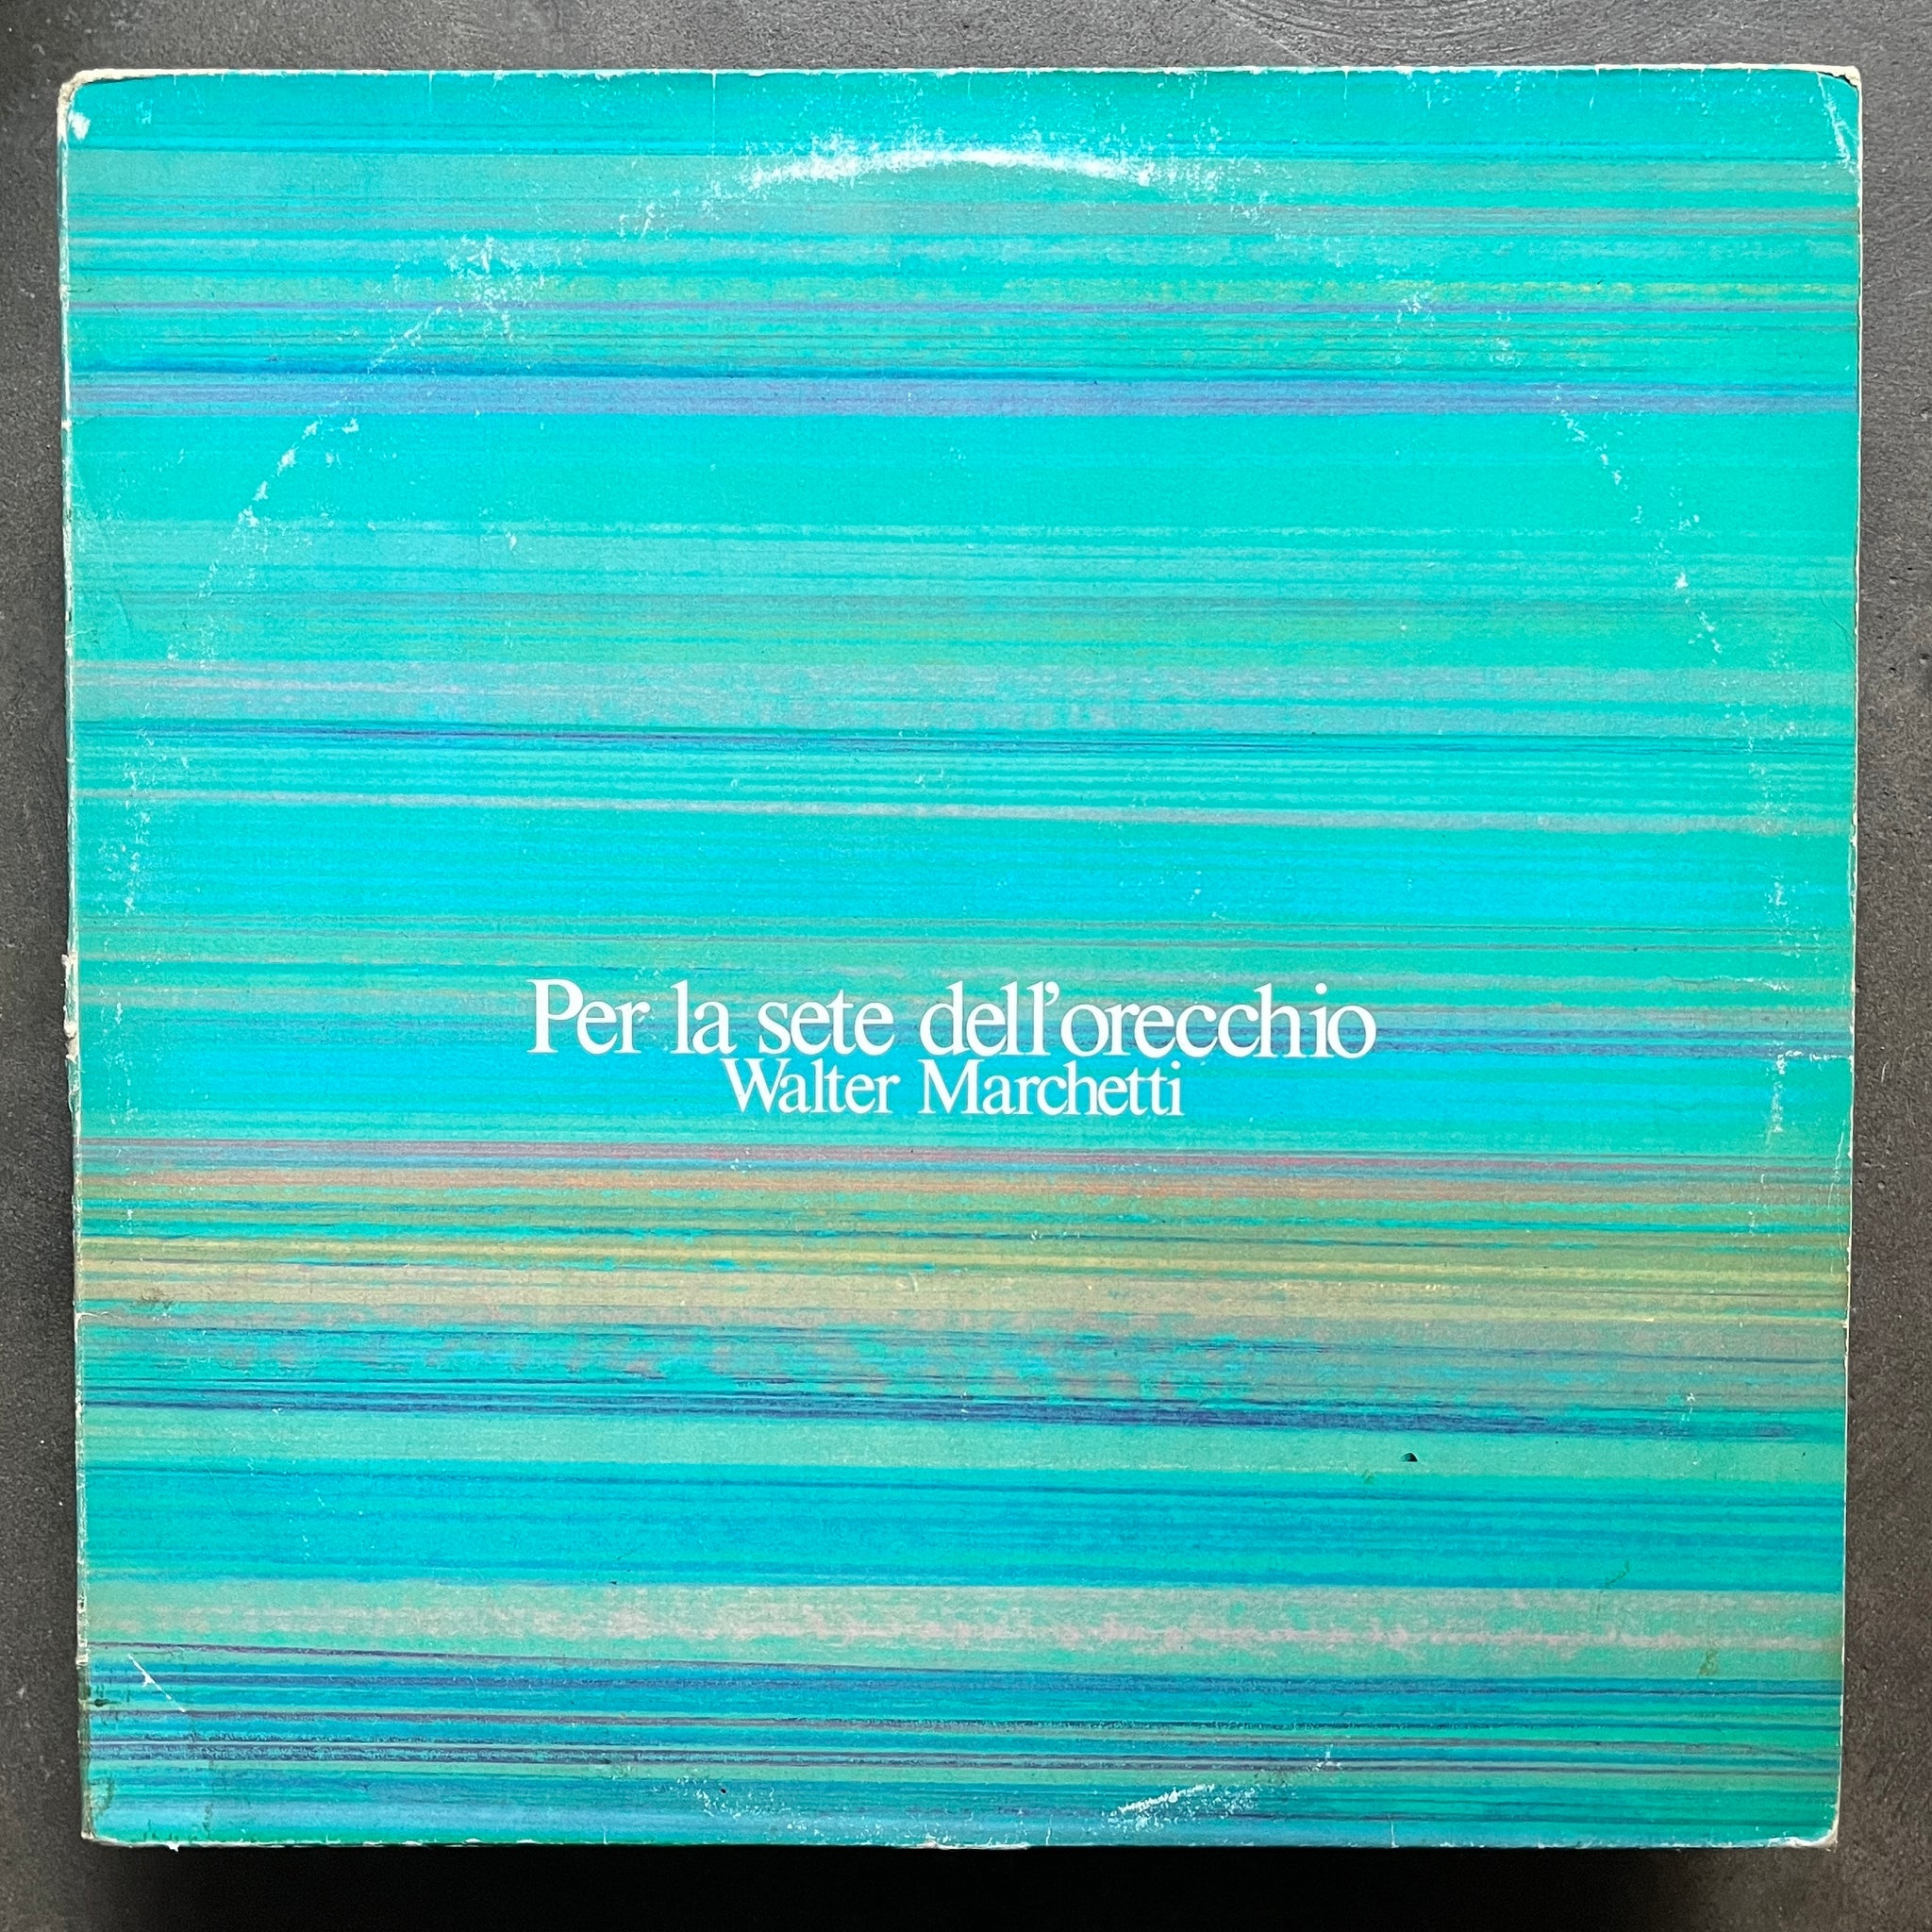 Per la sete dell'orecchio
Walter Marchetti